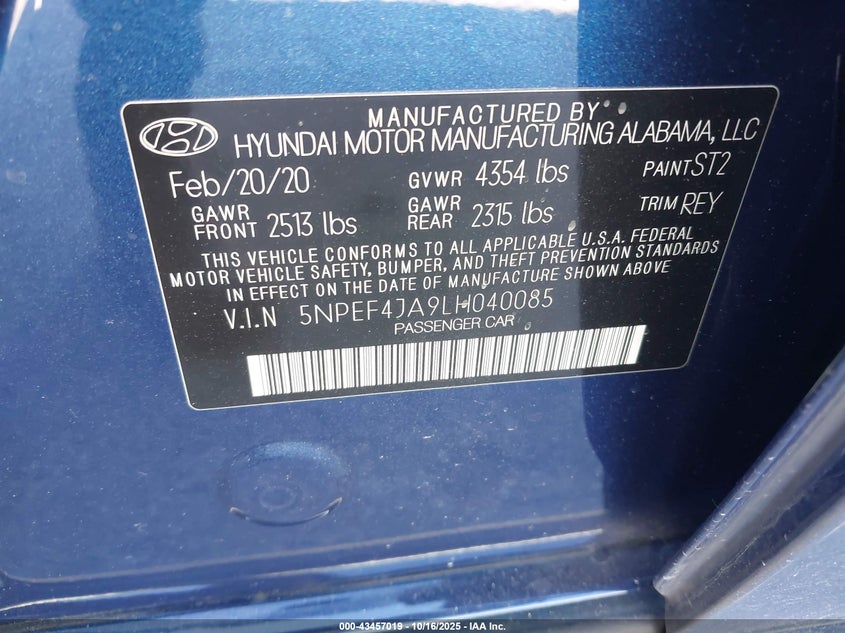 MANUFACTURED BY
HYUNDAI MOTOR MANUFACTURING ALABAMA, LLC
Feb/20/20 GVWR 4354 lbs PAINT ST2
GAWR FRONT 2513 lbs GAWR REAR 2315 lbs TRIM REY
THIS VEHICLE CONFORMS TO ALL APPLICABLE U.S.A. FEDERAL
MOTOR VEHICLE SAFETY, BUMPER, AND THEFT PREVENTION STANDARDS
IN EFFECT ON THE DATE OF MANUFACTURE SHOWN ABOVE
V.I.N 5NPEF4JA9LH040085
PASSENGER CAR
000-43457019 - 10/16/2025 - IAA Inc.